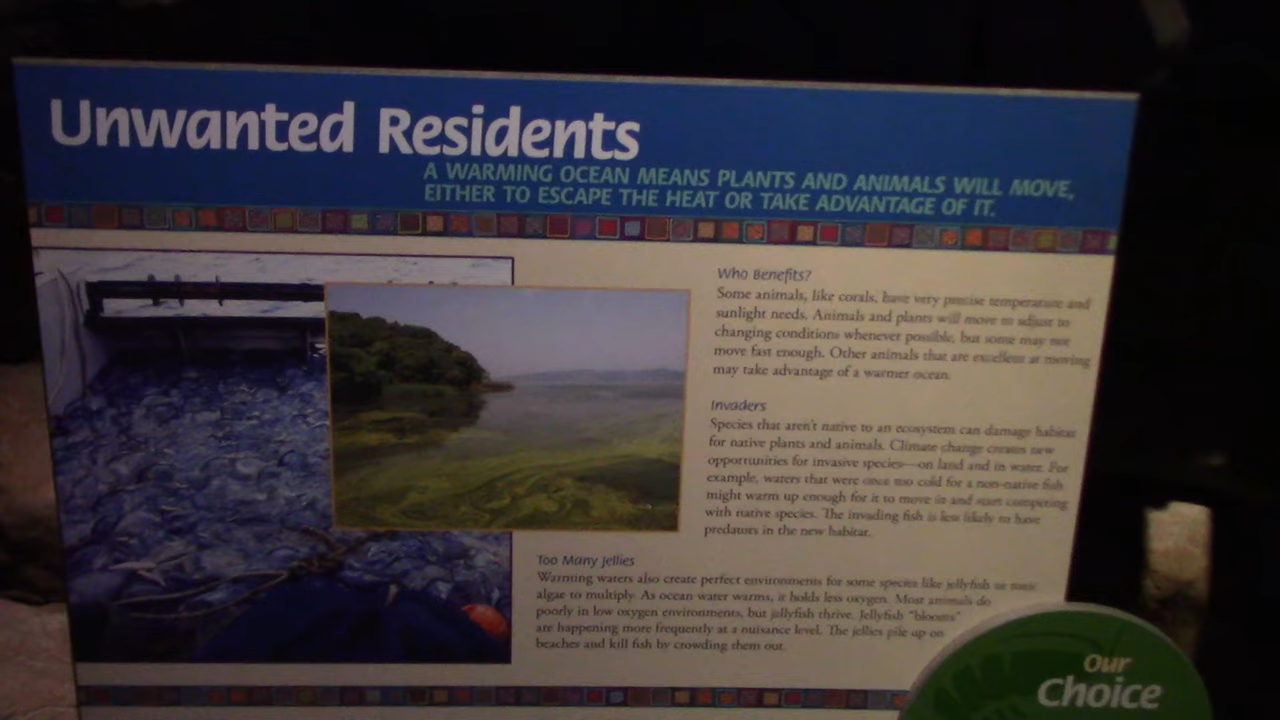 Unwanted Residents
A WARMING OCEAN MEANS PLANTS AND ANIMALS WILL MOVE,
EITHER TO ESCAPE THE HEAT OR TAKE ADVANTAGE OF IT.
Who Benefits?
Some animals, like corals, have very precise temperature and
sunlight needs. Animals and plants will move to adjust to
changing conditions whenever possible, but some may not
move fast enough. Other animals that are excellent at moving
may take advantage of a warmer ocean.
Invaders
Species that aren't native to an ecosystem can damage habitat
for native plants and animals. Climate change creates new
opportunities for invasive species—on land and in water. For
example, waters that were once too cold for a non-native fish
might warm up enough for it to move in and start competing
with native species. The invading fish is less likely to have
predators in the new habitat.
Too Many Jellies
Warming waters also create perfect environments for some species like jellyfish or toxic
algae to multiply. As ocean water warms, it holds less oxygen. Most animals do
poorly in low oxygen environments, but jellyfish thrive. Jellyfish "blooms"
are happening more frequently at a nuisance level. The jellies pile up on
beaches and kill fish by crowding them out.
Our
Choice